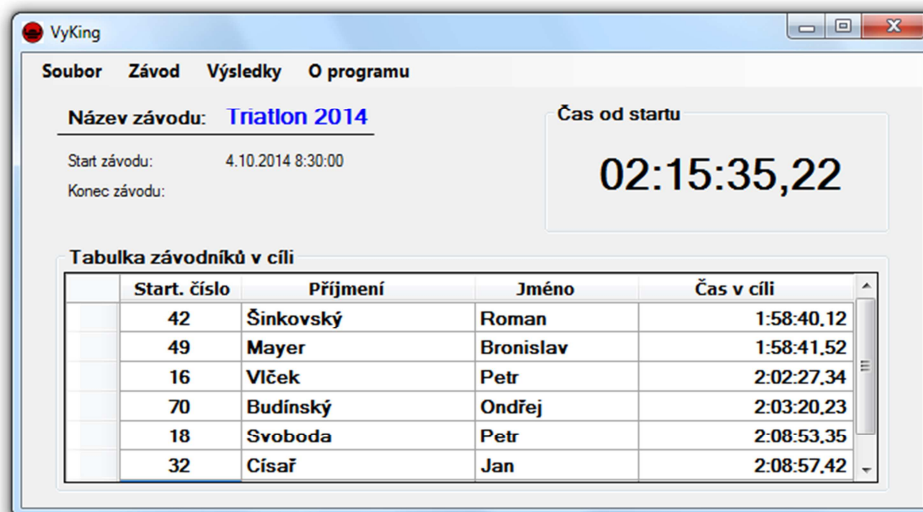 VyKing
Soubor Závod Výsledky O programu
Název závodu: Triatlon 2014
Čas od startu
Start závodu: 4.10.2014 8:30:00
02:15:35,22
Konec závodu:
Tabulka závodníků v cíli
Start. číslo Příjmení Jméno Čas v cíli
42 Šinkovský Roman 1:58:40,12
49 Mayer Bronislav 1:58:41,52
16 Vlček Petr 2:02:27,34
70 Budínský Ondřej 2:03:20,23
18 Svoboda Petr 2:08:53,35
32 Císař Jan 2:08:57,42